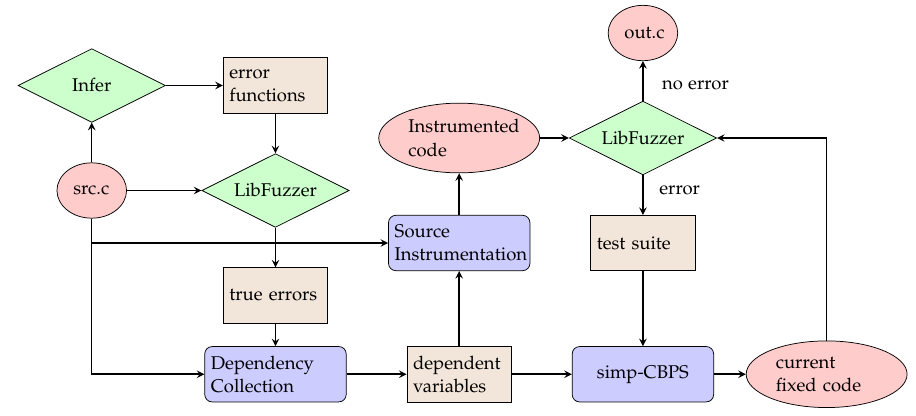 out.c
Infer
error
functions
no error
Instrumented
code
LibFuzzer
src.c
LibFuzzer
error
Source
Instrumentation
test suite
true errors
Dependency
Collection
dependent
variables
simp-CBPS
current
fixed code